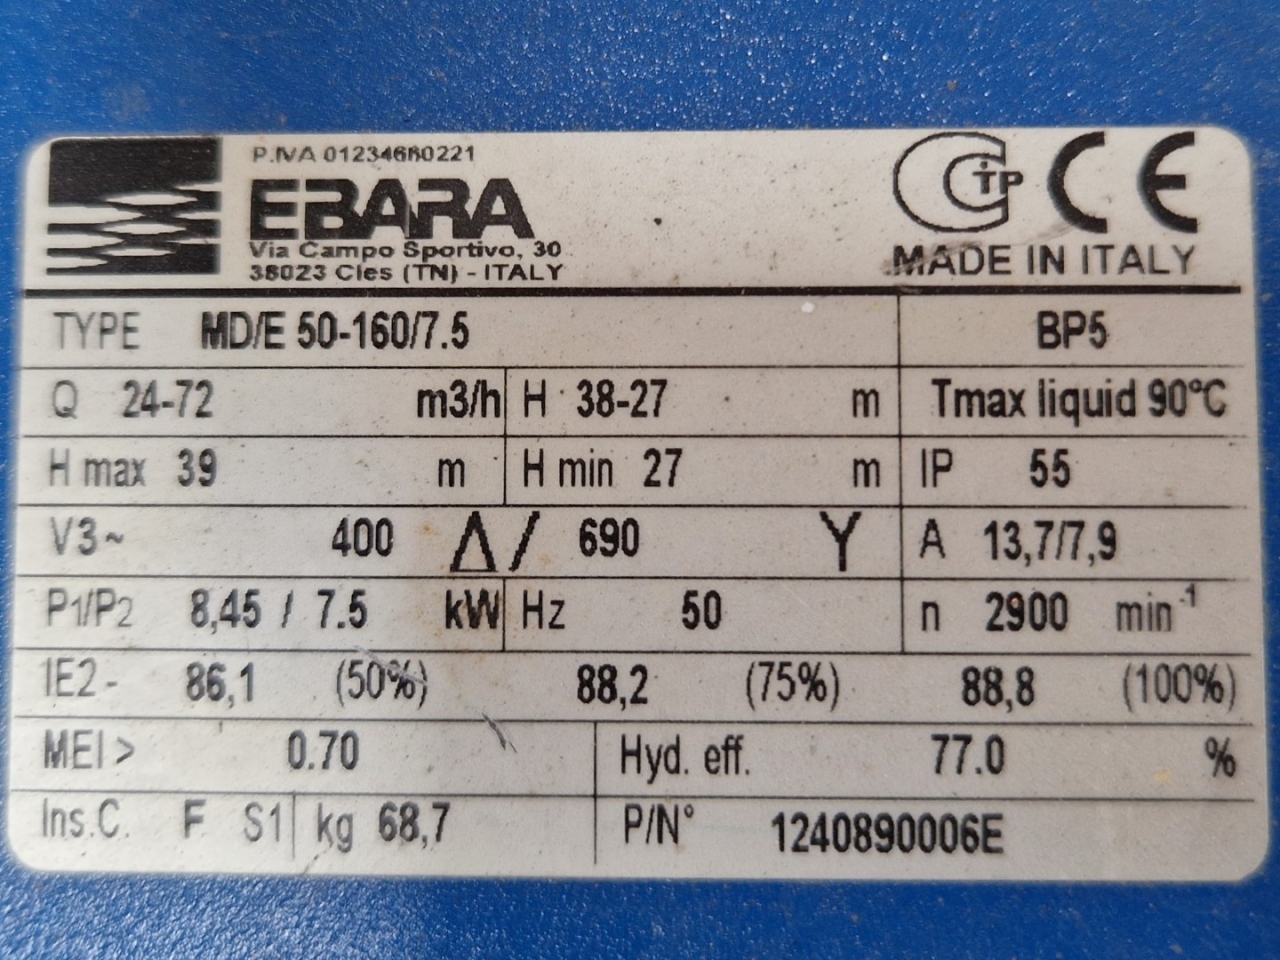 P.IVA 01234660221
EBARA
Via Campo Sportivo, 30
38023 Cles (TN) - ITALY
CTP CE
MADE IN ITALY
TYPE MD/E 50-160/7.5 BP5
Q 24-72 m3/h H 38-27 m Tmax liquid 90°C
H max 39 m H min 27 m IP 55
V3~ 400 Δ / 690 Y A 13,7/7,9
P1/P2 8,45 / 7.5 kW Hz 50 n 2900 min⁻¹
IE2- 86,1 (50%) 88,2 (75%) 88,8 (100%)
MEI > 0.70 Hyd. eff. 77.0 %
Ins.C. F S1 kg 68,7 P/N° 1240890006E